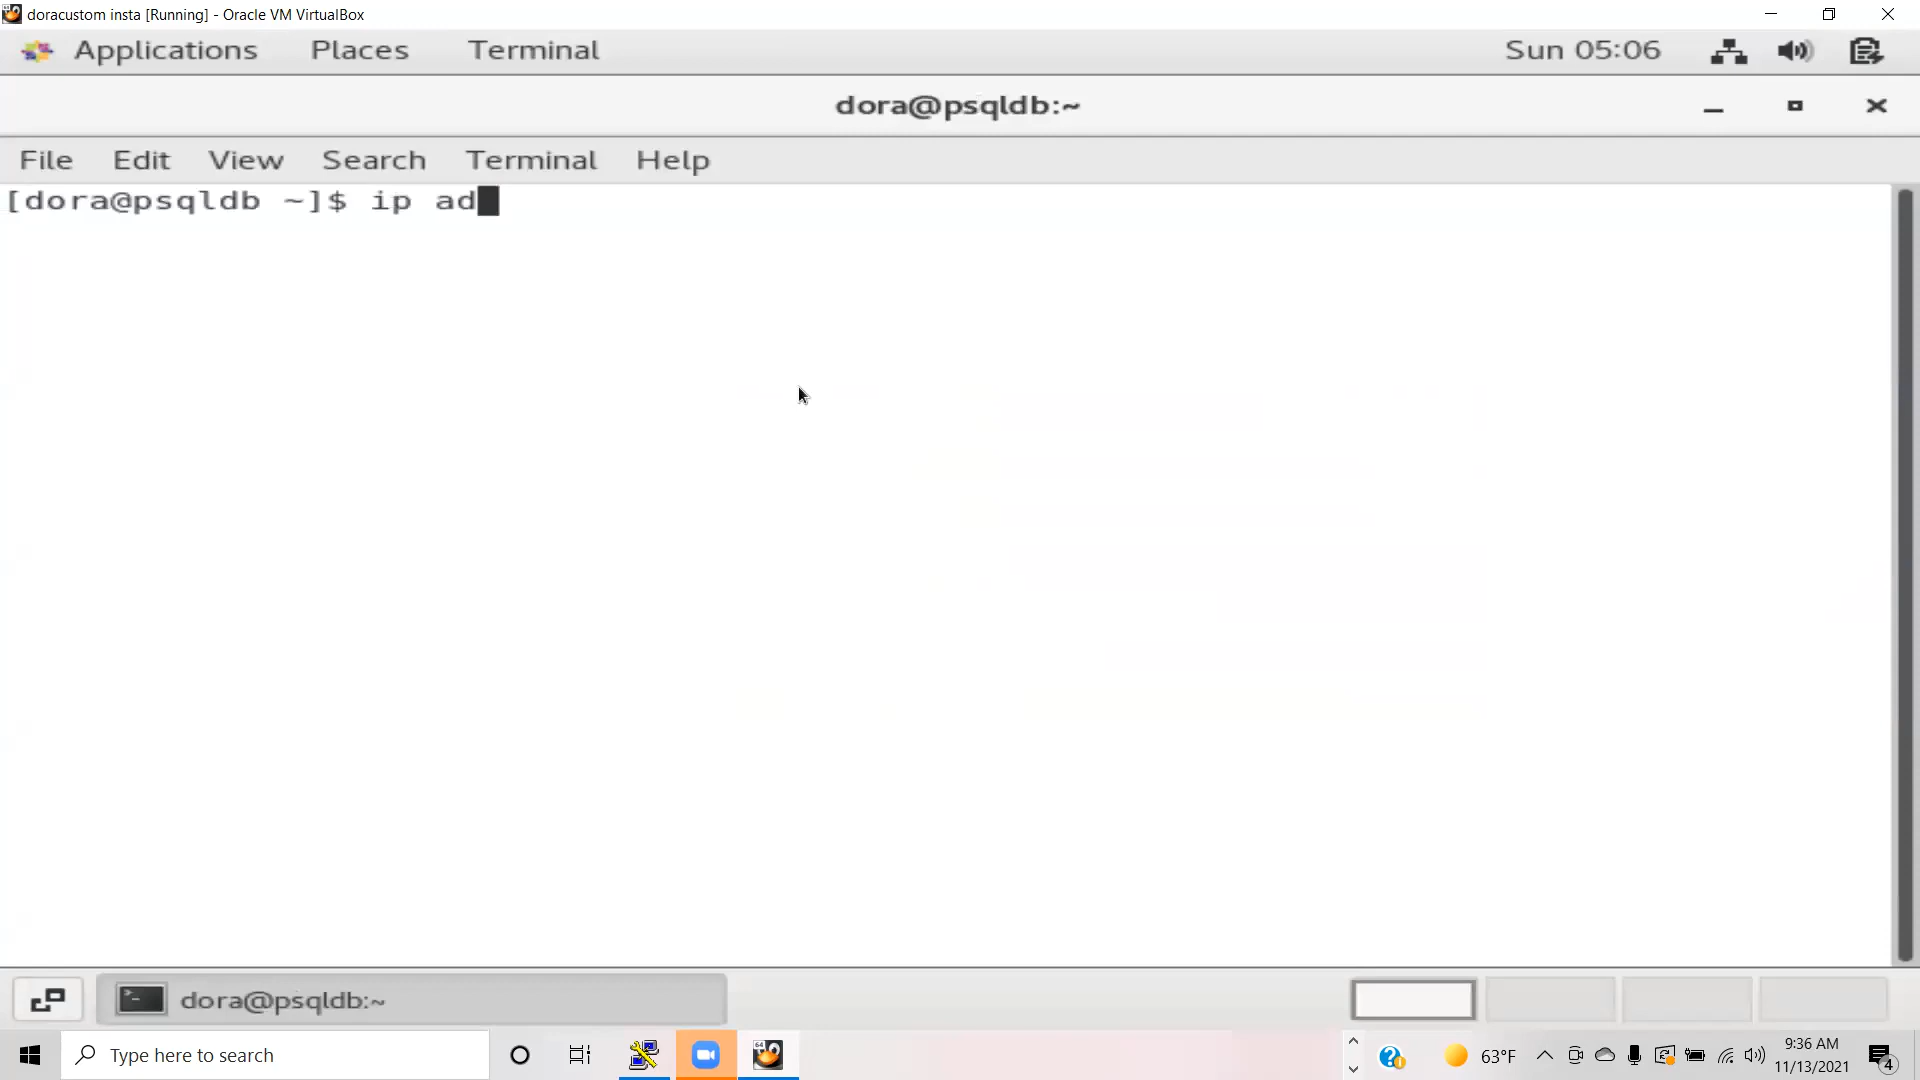 doracustom insta [Running] - Oracle VM VirtualBox
Applications Places Terminal Sun 05:06
dora@psqldb:~
File Edit View Search Terminal Help
[dora@psqldb ~]$ ip ad
dora@psqldb:~
Type here to search 63°F 9:36 AM
11/13/2021 4